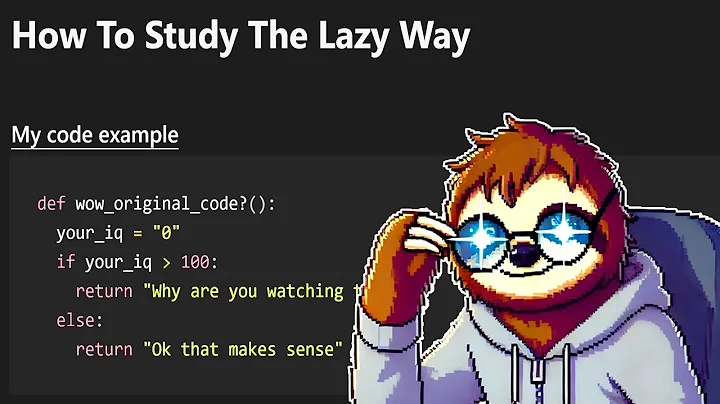 How To Study The Lazy Way
My code example
def wow_original_code?():
your_iq = "0"
if your_iq > 100:
return "Why are you watching
else:
return "Ok that makes sense"